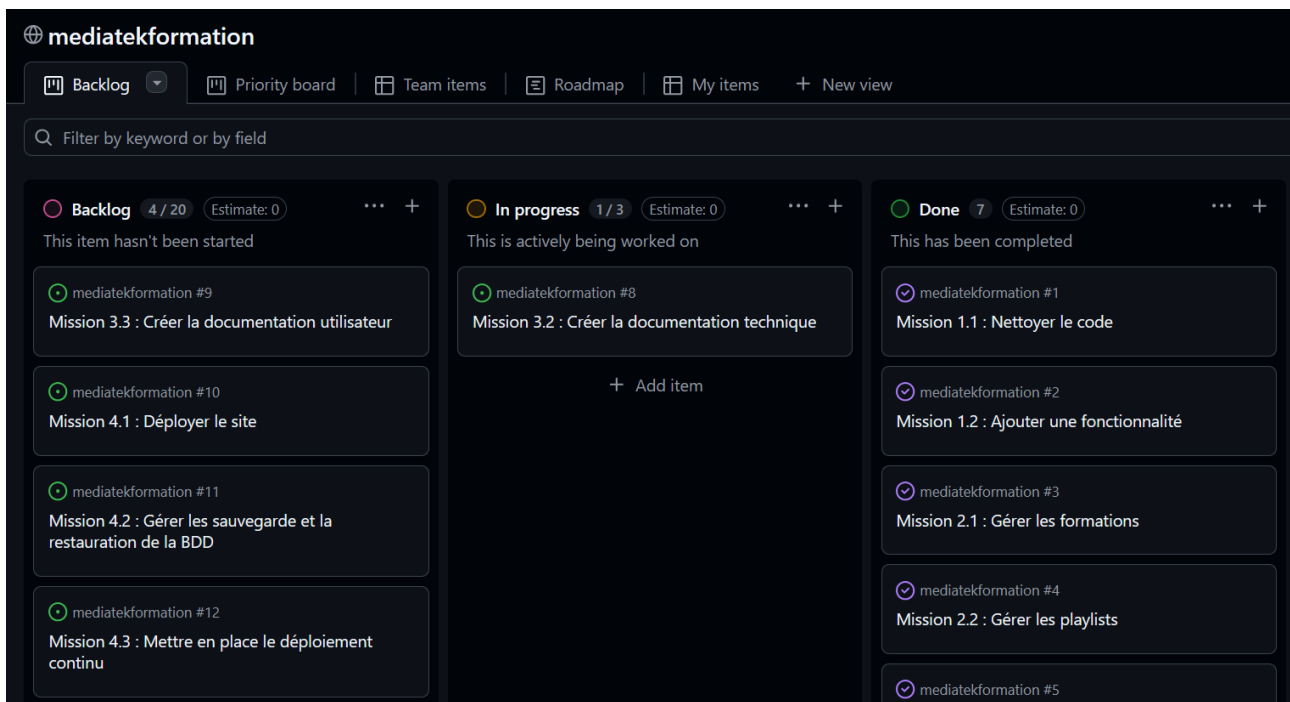 mediatekformation
Backlog
Priority board
Team items
Roadmap
My items
+ New view
Filter by keyword or by field
Backlog 4 / 20 Estimate: 0 ... +
This item hasn't been started
mediatekformation #9
Mission 3.3 : Créer la documentation utilisateur
mediatekformation #10
Mission 4.1 : Déployer le site
mediatekformation #11
Mission 4.2 : Gérer les sauvegarde et la
restauration de la BDD
mediatekformation #12
Mission 4.3 : Mettre en place le déploiement
continu
In progress 1 / 3 Estimate: 0 ... +
This is actively being worked on
mediatekformation #8
Mission 3.2 : Créer la documentation technique
+ Add item
Done 7 Estimate: 0 ... +
This has been completed
mediatekformation #1
Mission 1.1 : Nettoyer le code
mediatekformation #2
Mission 1.2 : Ajouter une fonctionnalité
mediatekformation #3
Mission 2.1 : Gérer les formations
mediatekformation #4
Mission 2.2 : Gérer les playlists
mediatekformation #5